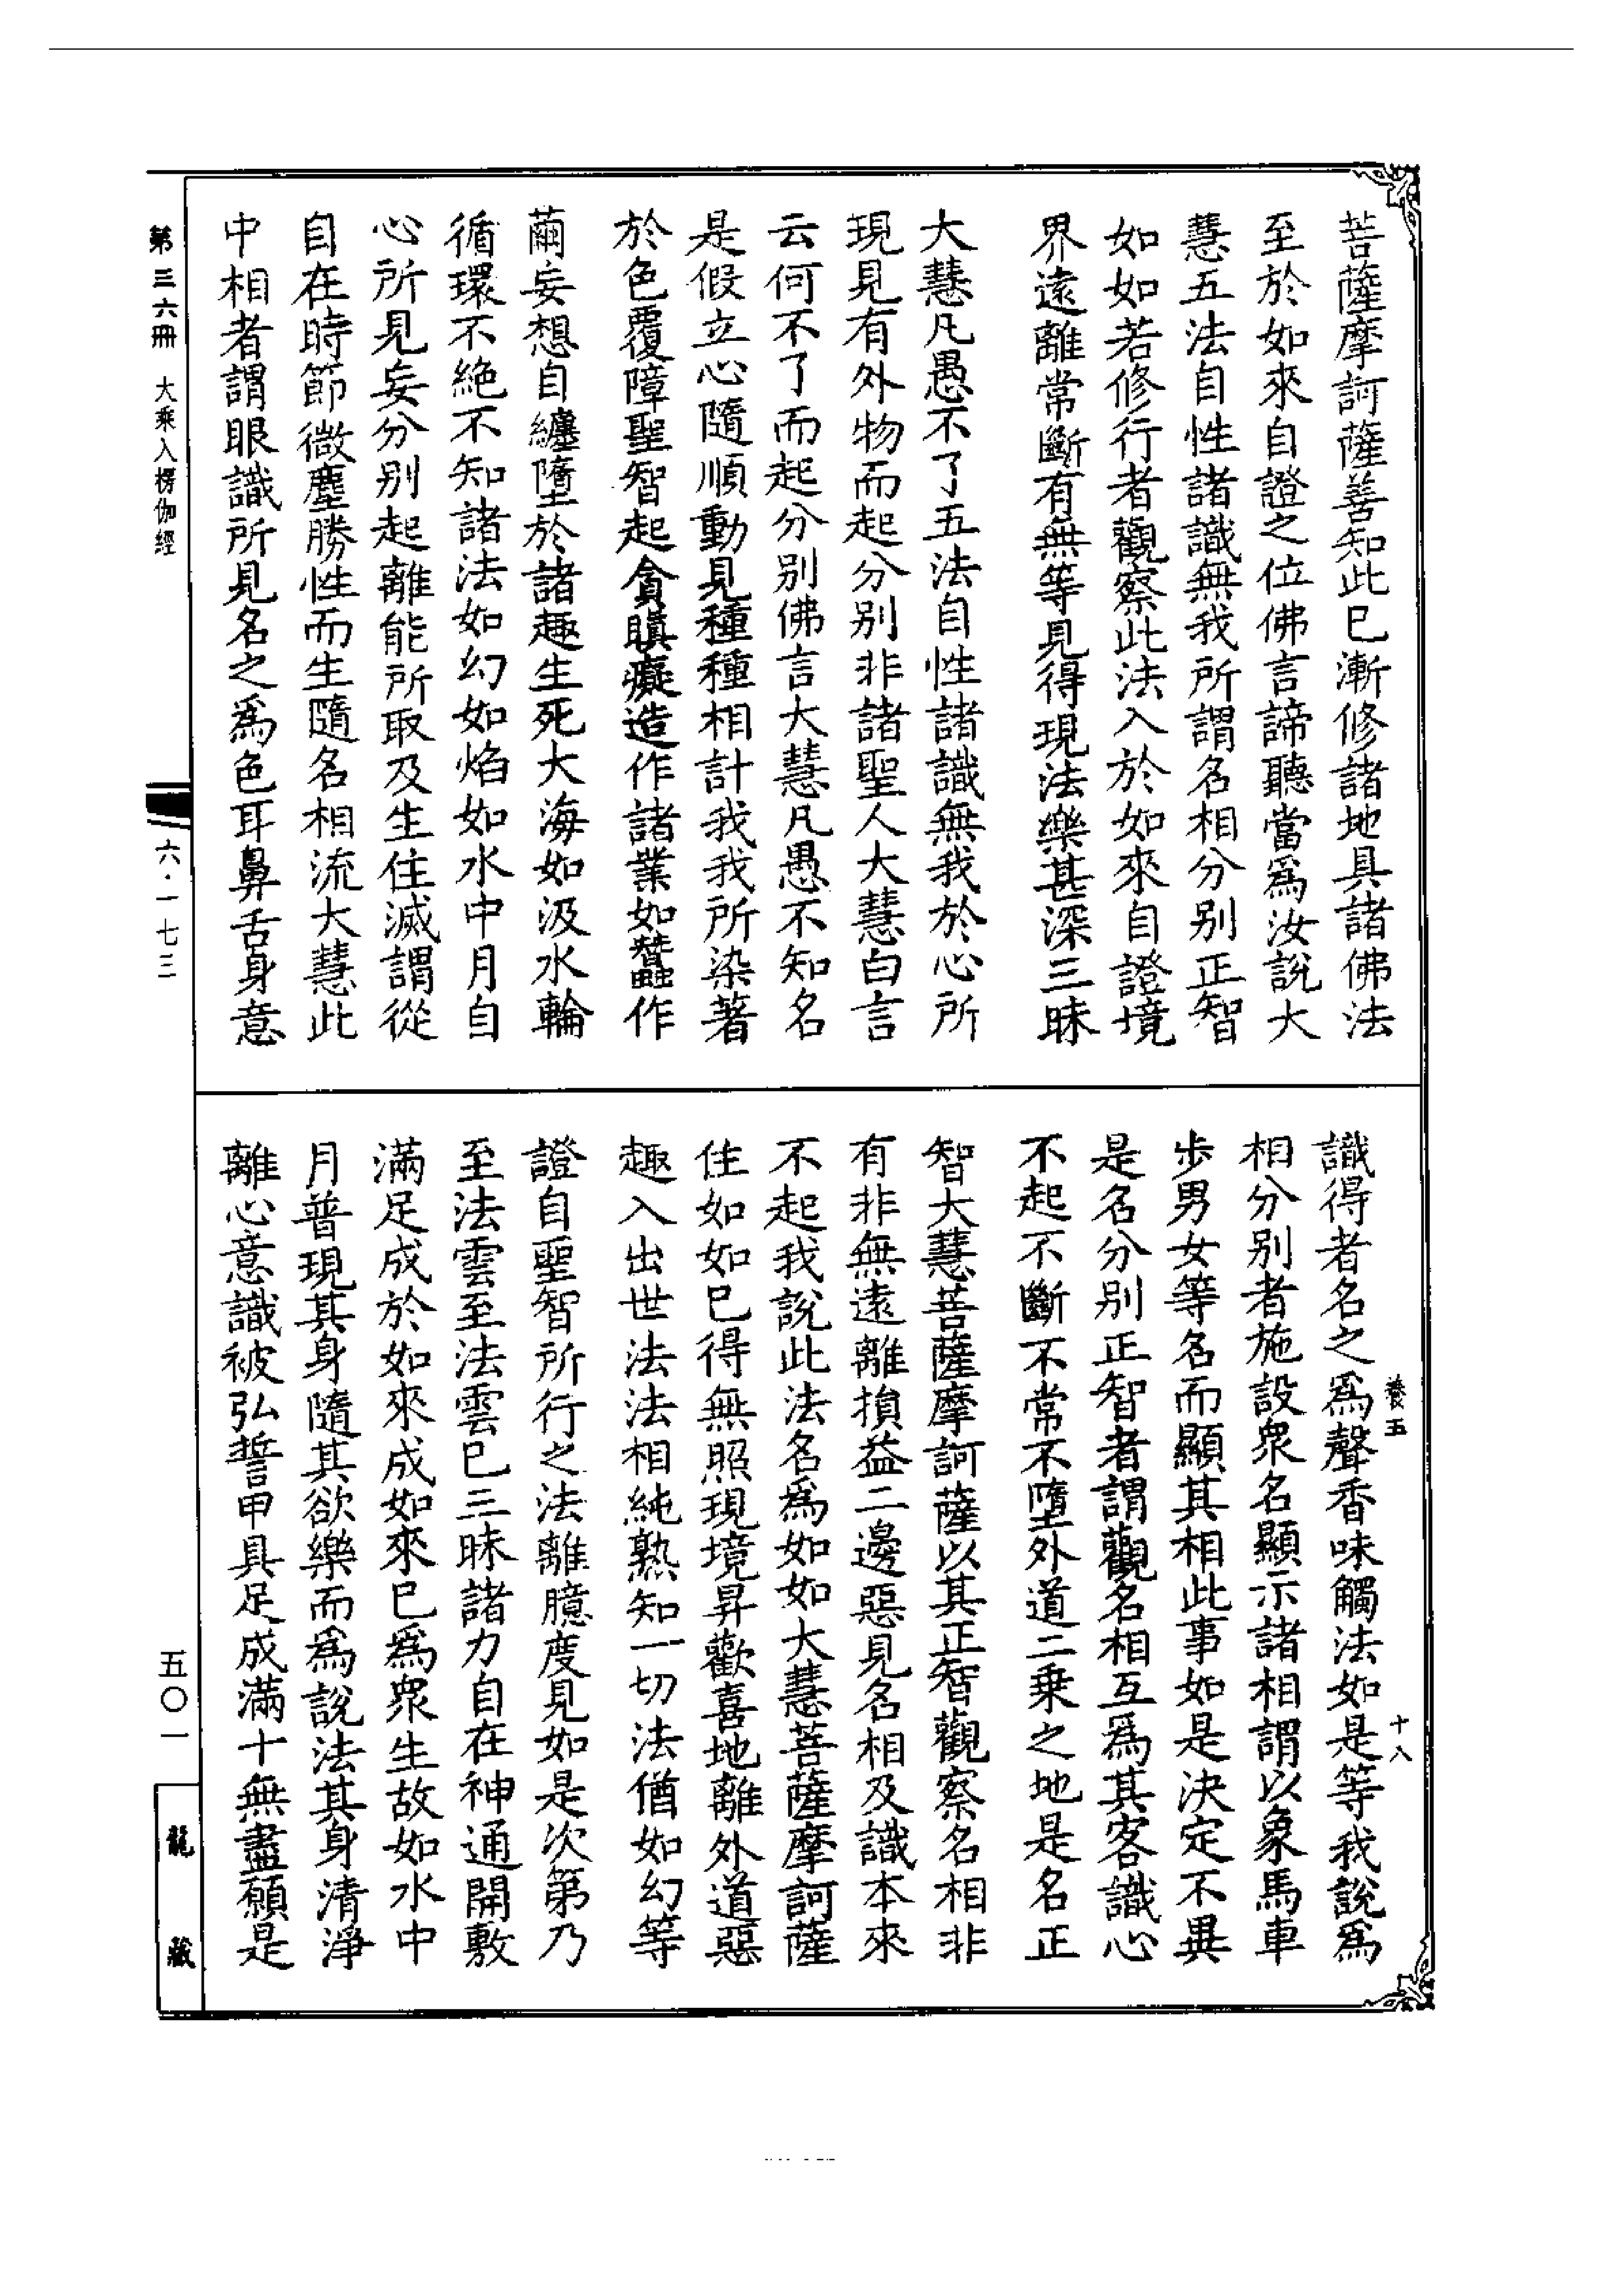 菩薩摩訶薩善知此已漸修諸地具諸佛法
至於如來自證之位佛言諦聽當爲汝說大
慧五法自性諸識無我所謂名相分別正智
如如若修行者觀察此法入於如來自證境
界遠離常斷有無等見得現法樂甚深三昧
大慧凡愚不了五法自性諸識無我於心所
現見有外物而起分別非諸聖人大慧白言
云何不了而起分別佛言大慧凡愚不知名
是假立心隨順動見種種相計我我所染著
於色覆障聖智起貪瞋癡造作諸業如蠶作
繭妄想自纏墮於諸趣生死大海如汲水輪
循環不絶不知諸法如幻如焰如水中月自
心所見妄分別起離能所取及生住滅謂從
自在時節微塵勝性而生隨名相流大慧此
中相者謂眼識所見名之爲色耳鼻舌身意
識得者名之爲聲香味觸法如是等我說爲
相分別者施設衆名顯示諸相謂以象馬車
步男女等名而顯其相此事如是決定不異
是名分別正智者謂觀名相互爲其客識心
不起不斷不常不墮外道二乘之地是名正
智大慧菩薩摩訶薩以其正智觀察名相非
有非無遠離損益二邊惡見名相及識本來
不起我說此法名爲如如大慧菩薩摩訶薩
住如如已得無照現境昇歡喜地離外道惡
趣入出世法法相純熟知一切法猶如幻等
證自聖智所行之法離臆度見如是次第乃
至法雲至法雲已三昧諸力自在神通開敷
滿足成於如來成如來已爲衆生故如水中
月普現其身隨其欲樂而爲說法其身清淨
離心意識被弘誓甲具足成滿十無盡願是
養五
十八
第三六冊 大乘入楞伽經
六·一七三
五〇一
龍藏